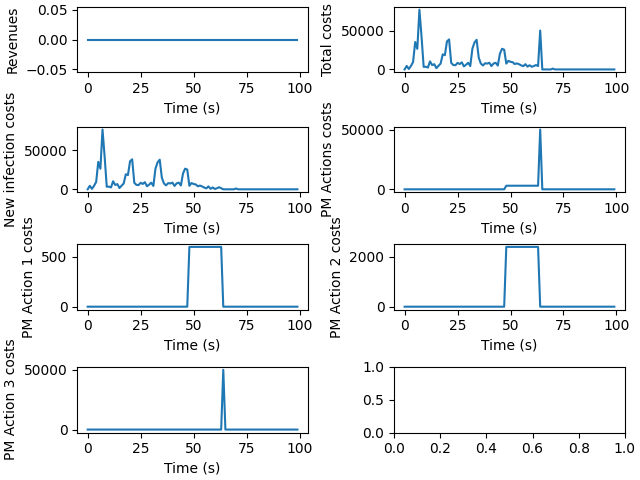 Revenues
0.05
0.00
−0.05
0 25 50 75 100
Time (s)
Total costs
50000
0
0 25 50 75 100
Time (s)
New infection costs
50000
0
0 25 50 75 100
Time (s)
PM Actions costs
50000
0
0 25 50 75 100
Time (s)
PM Action 1 costs
500
0
0 25 50 75 100
Time (s)
PM Action 2 costs
2000
0
0 25 50 75 100
Time (s)
PM Action 3 costs
50000
0
0 25 50 75 100
Time (s)
1.0
0.5
0.0
0.0 0.2 0.4 0.6 0.8 1.0